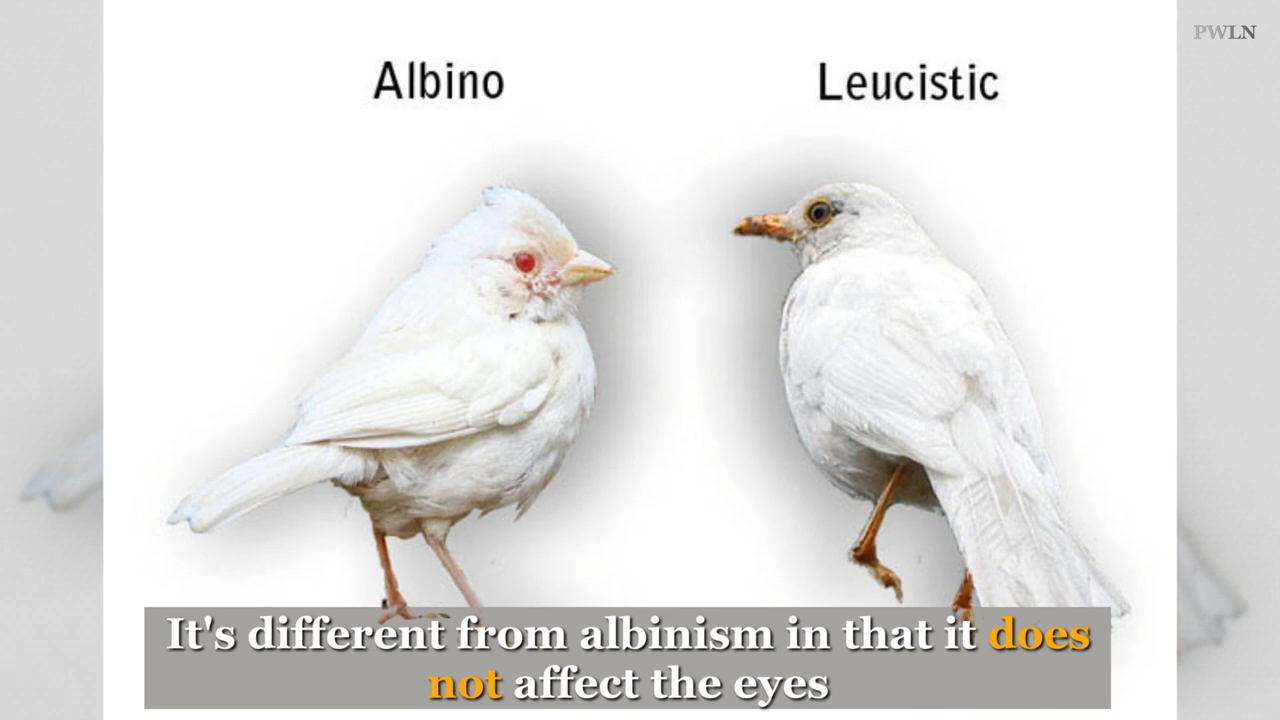 PWLN
Albino
Leucistic
It's different from albinism in that it does
not affect the eyes